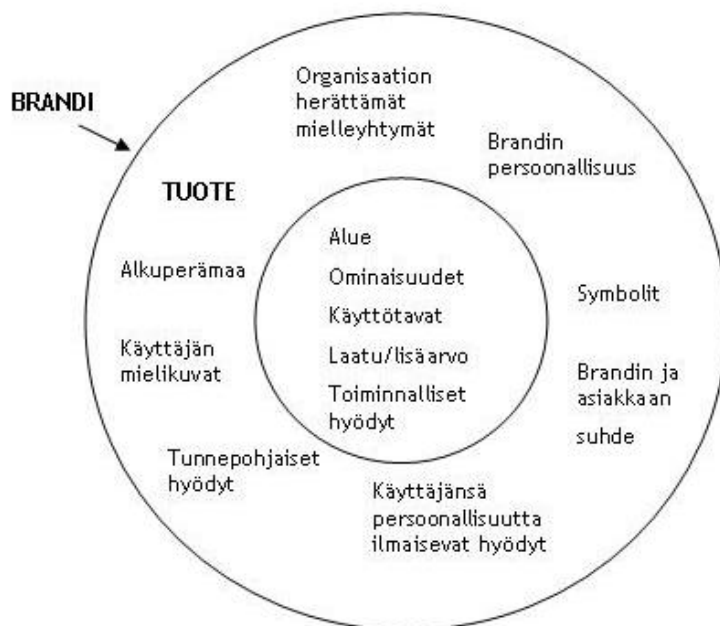 BRANDI
TUOTE
Organisaation
herättämät
mielleyhtymät
Brandin
persoonallisuus
Alkuperämaa
Käyttäjän
mielikuvat
Tunnepohjaiset
hyödyt
Alue
Ominaisuudet
Käyttötavat
Laatu/lisäarvo
Toiminnalliset
hyödyt
Symbolit
Brandin ja
asiakkaan
suhde
Käyttäjänsä
persoonallisuutta
ilmaisevat hyödyt